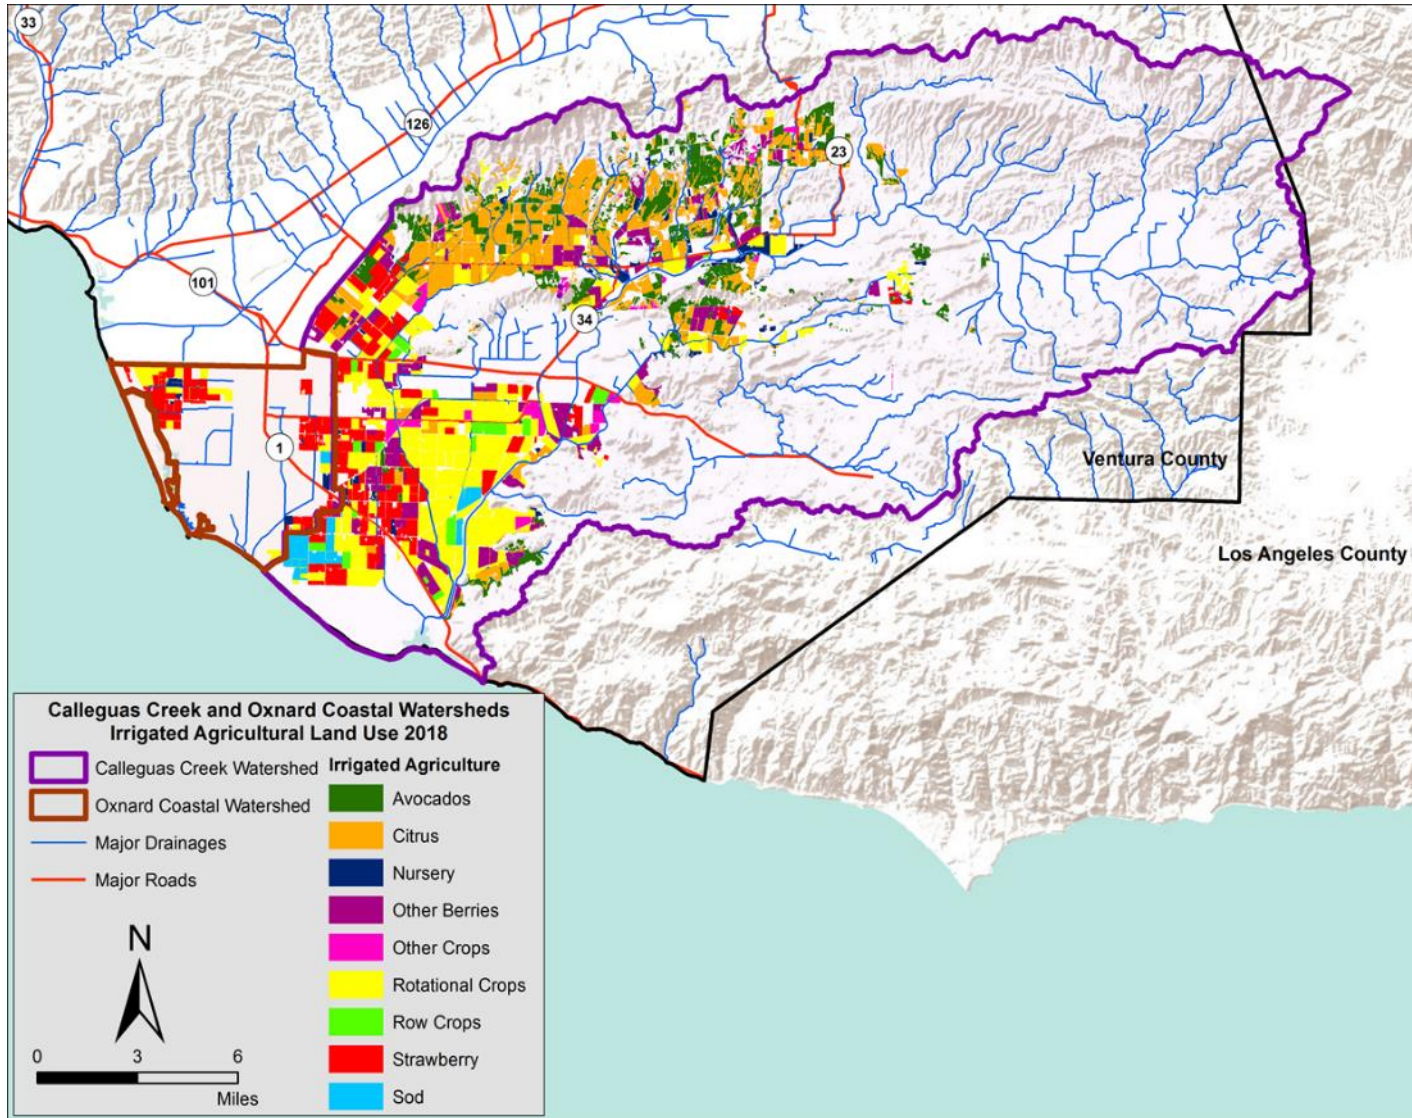 33
126
23
101
34
1
Ventura County
Los Angeles County
Calleguas Creek and Oxnard Coastal Watersheds
Irrigated Agricultural Land Use 2018
Calleguas Creek Watershed
Oxnard Coastal Watershed
Major Drainages
Major Roads
N
0 3 6
Miles
Irrigated Agriculture
Avocados
Citrus
Nursery
Other Berries
Other Crops
Rotational Crops
Row Crops
Strawberry
Sod